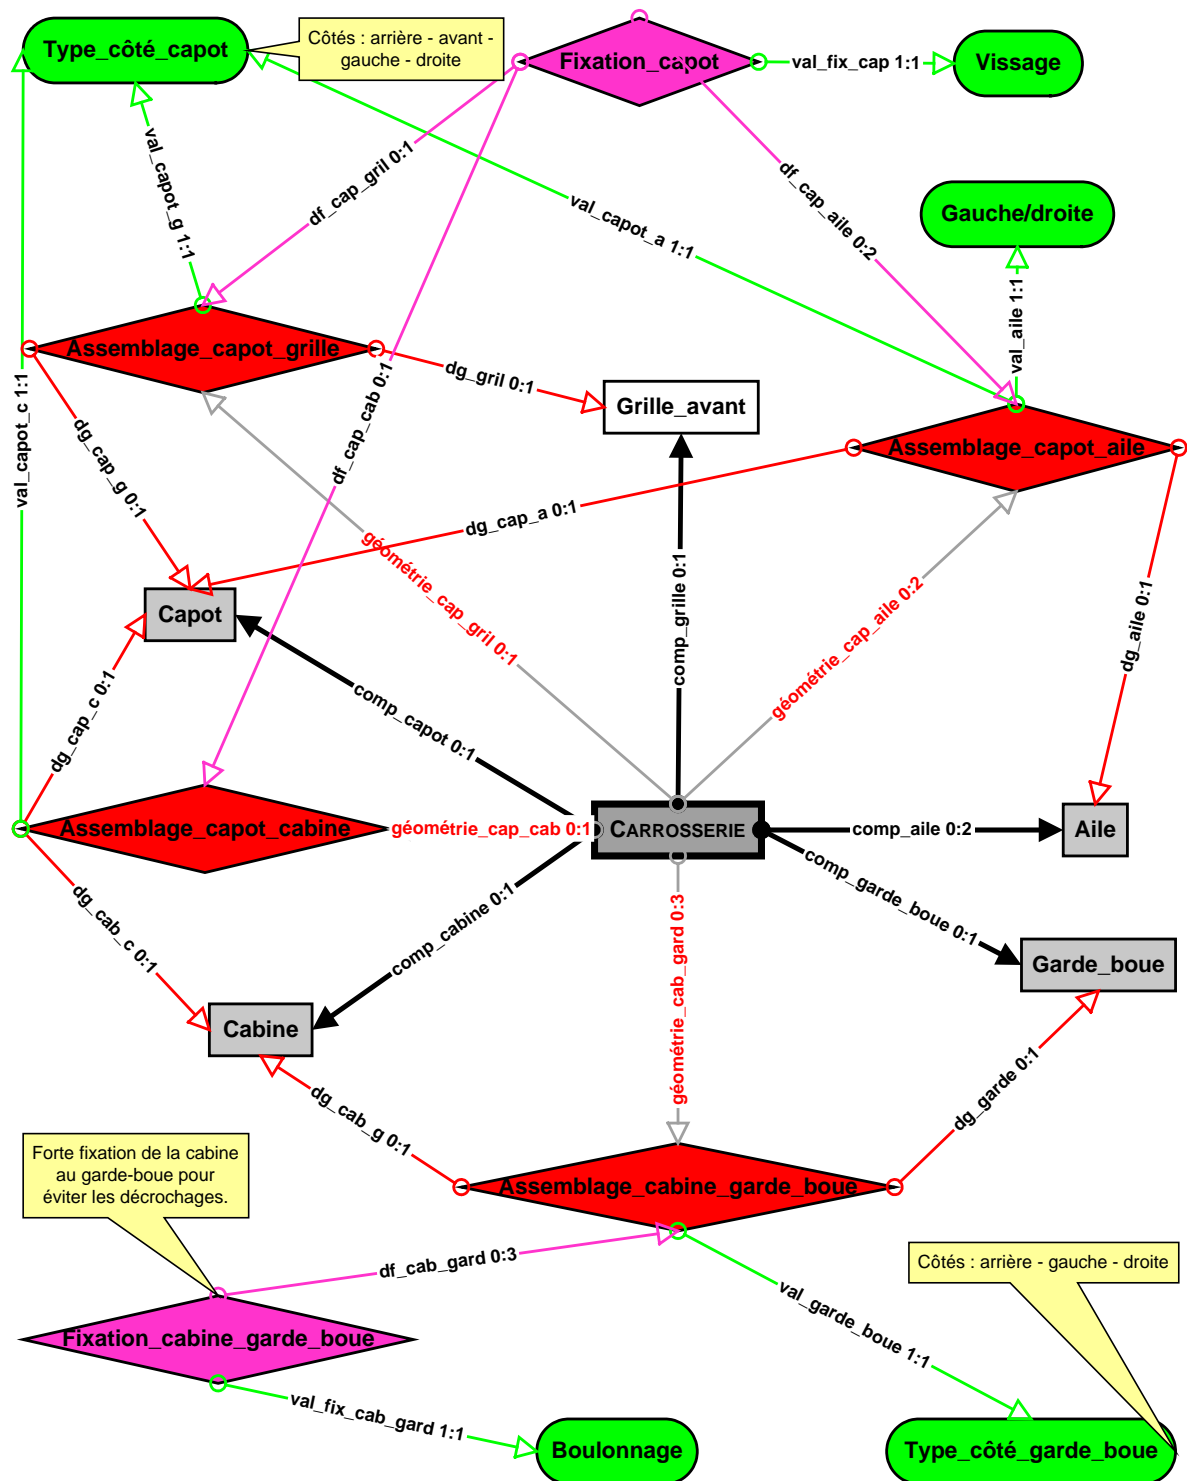 Type_côté_capot
Côtés : arrière - avant -
gauche - droite
Fixation_capot
val_fix_cap 1:1
Vissage
val_capot_g 1:1
df_cap_gril 0:1
val_capot_a 1:1
df_cap_aile 0:2
Gauche/droite
val_aile 1:1
Assemblage_capot_grille
dg_gril 0:1
Grille_avant
Assemblage_capot_aile
val_capot_c 1:1
dg_cap_g 0:1
df_cap_cab 0:1
dg_cap_a 0:1
géométrie_cap_gril 0:1
comp_grille 0:1
géométrie_cap_aile 0:2
dg_aile 0:1
Capot
dg_cap_c 0:1
comp_capot 0:1
Assemblage_capot_cabine
géométrie_cap_cab 0:1
CARROSSERIE
comp_aile 0:2
Aile
comp_garde_boue 0:1
dg_cab_c 0:1
comp_cabine 0:1
géométrie_cab_gard 0:3
Garde_boue
Cabine
dg_cab_g 0:1
dg_garde 0:1
Forte fixation de la cabine
au garde-boue pour
éviter les décrochages.
Assemblage_cabine_garde_boue
df_cab_gard 0:3
Côtés : arrière - gauche - droite
val_garde_boue 1:1
Fixation_cabine_garde_boue
val_fix_cab_gard 1:1
Boulonnage
Type_côté_garde_boue